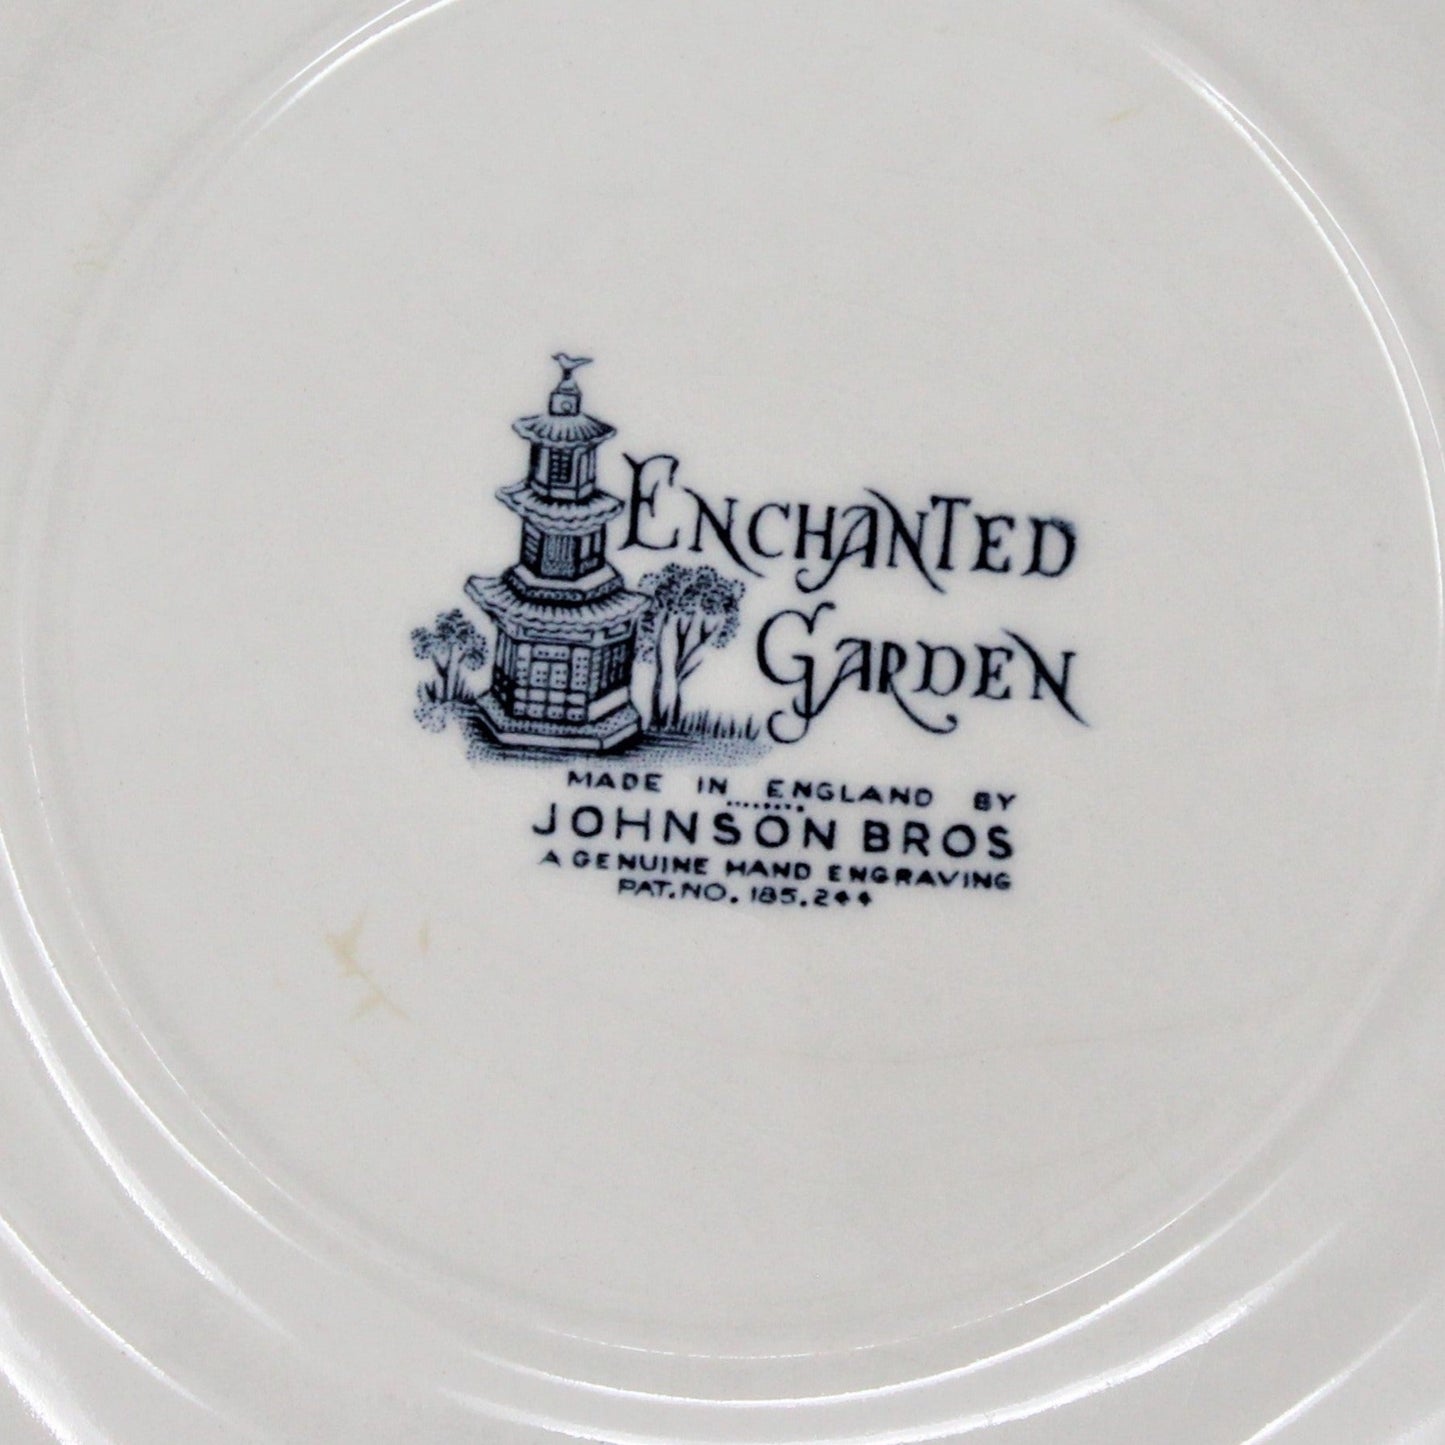 ENCHANTED
GARDEN
MADE IN ENGLAND BY
JOHNSON BROS
A GENUINE HAND ENGRAVING
PAT.NO. 185.244